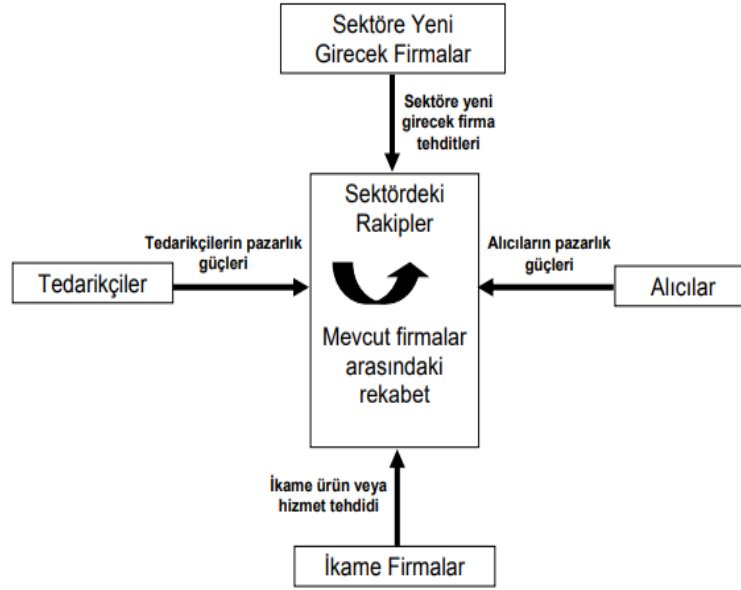 Sektöre Yeni
Girecek Firmalar
Sektöre yeni
girecek firma
tehditleri
Sektördeki
Rakipler
Tedarikçilerin pazarlık
güçleri
Alıcıların pazarlık
güçleri
Tedarikçiler
Alıcılar
Mevcut firmalar
arasındaki
rekabet
İkame ürün veya
hizmet tehdidi
İkame Firmalar